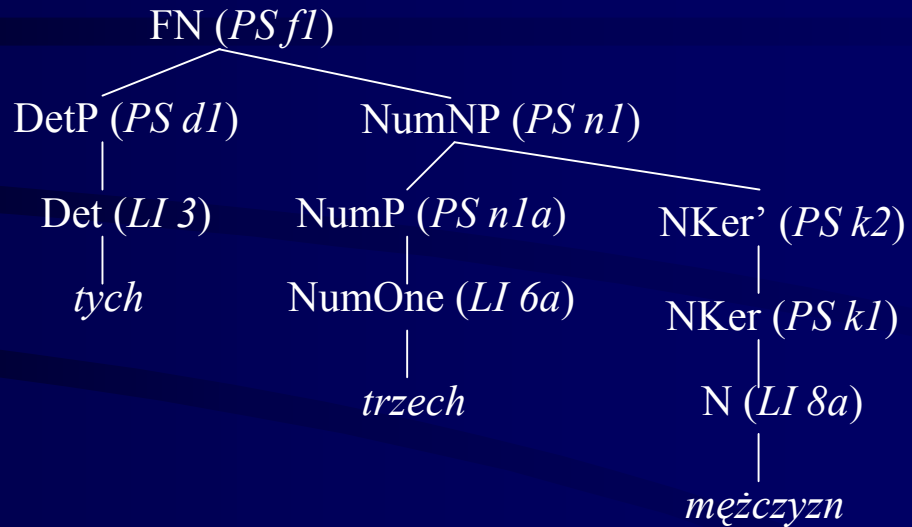 FN (PS f1)
DetP (PS d1) NumNP (PS n1)
Det (LI 3) NumP (PS n1a) NKer’ (PS k2)
tych NumOne (LI 6a) NKer (PS k1)
trzech N (LI 8a)
mężczyzn